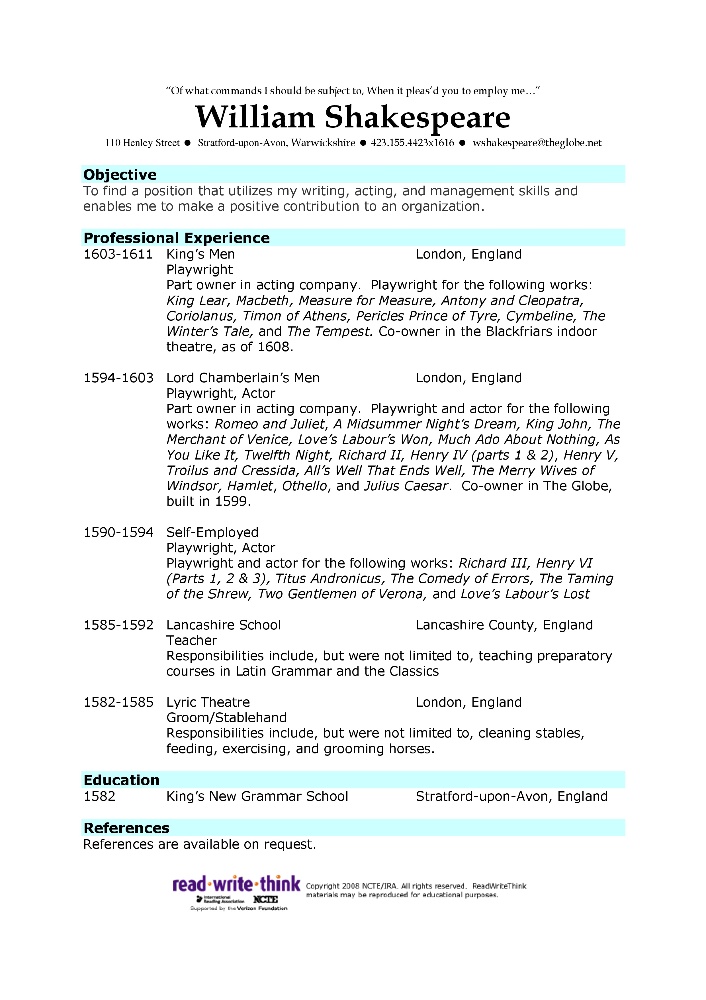 “Of what commands I should be subject to, When it pleas’d you to employ me…”
William Shakespeare
110 Henley Street ● Stratford-upon-Avon, Warwickshire ● 423.155.4423x1616 ● wshakespeare@theglobe.net
Objective
To find a position that utilizes my writing, acting, and management skills and
enables me to make a positive contribution to an organization.
Professional Experience
1603-1611 King’s Men London, England
Playwright
Part owner in acting company. Playwright for the following works:
King Lear, Macbeth, Measure for Measure, Antony and Cleopatra,
Coriolanus, Timon of Athens, Pericles Prince of Tyre, Cymbeline, The
Winter’s Tale, and The Tempest. Co-owner in the Blackfriars indoor
theatre, as of 1608.
1594-1603 Lord Chamberlain’s Men London, England
Playwright, Actor
Part owner in acting company. Playwright and actor for the following
works: Romeo and Juliet, A Midsummer Night’s Dream, King John, The
Merchant of Venice, Love’s Labour’s Won, Much Ado About Nothing, As
You Like It, Twelfth Night, Richard II, Henry IV (parts 1 & 2), Henry V,
Troilus and Cressida, All’s Well That Ends Well, The Merry Wives of
Windsor, Hamlet, Othello, and Julius Caesar. Co-owner in The Globe,
built in 1599.
1590-1594 Self-Employed
Playwright, Actor
Playwright and actor for the following works: Richard III, Henry VI
(Parts 1, 2 & 3), Titus Andronicus, The Comedy of Errors, The Taming
of the Shrew, Two Gentlemen of Verona, and Love’s Labour’s Lost
1585-1592 Lancashire School Lancashire County, England
Teacher
Responsibilities include, but were not limited to, teaching preparatory
courses in Latin Grammar and the Classics
1582-1585 Lyric Theatre London, England
Groom/Stablehand
Responsibilities include, but were not limited to, cleaning stables,
feeding, exercising, and grooming horses.
Education
1582 King’s New Grammar School Stratford-upon-Avon, England
References
References are available on request.
read·write·think
International
Reading Association NCTE
Supported by the Verizon Foundation
Copyright 2008 NCTE/IRA. All rights reserved. ReadWriteThink
materials may be reproduced for educational purposes.